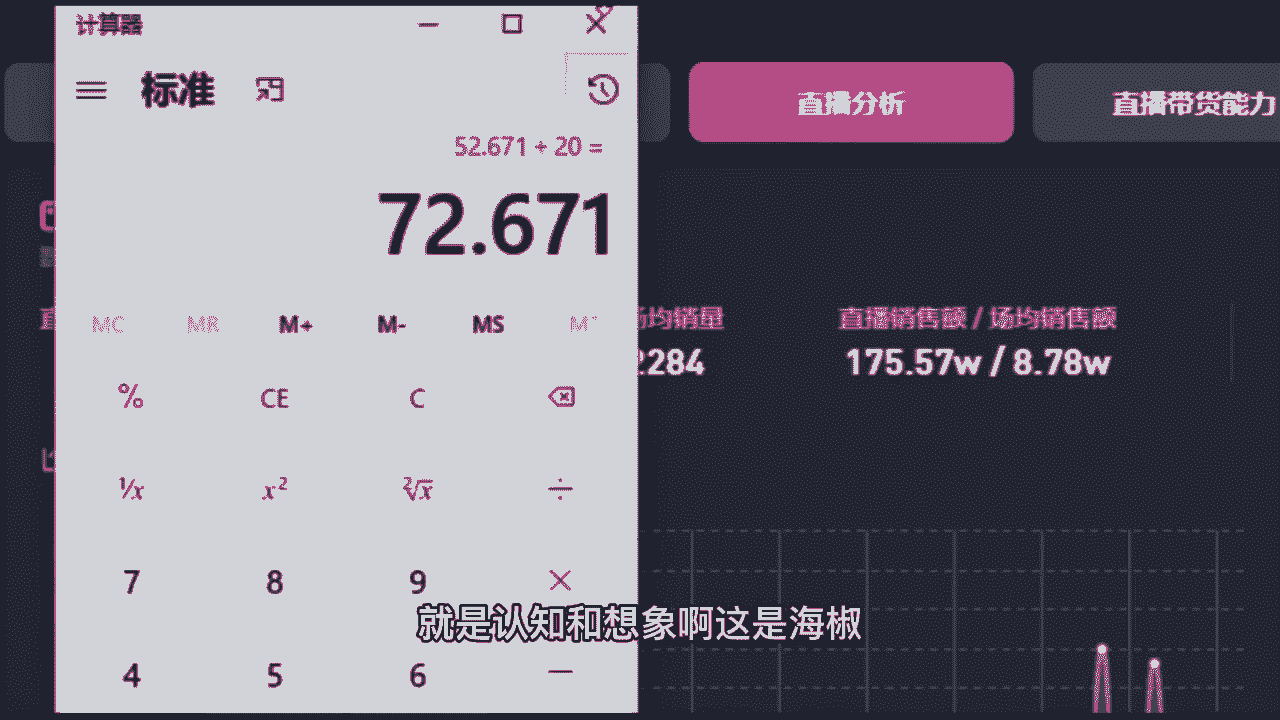 计算器
标准
直播分析
直播带货能力
52.671 + 20 =
72.671
MC MR M+ M- MS M
均销量
直播销售额 / 场均销售额
2284
175.57w / 8.78w
% CE C
¹/x x² ²√x ÷
7 8 9 ×
就是认知和想象啊这是海椒
4 5 6 −